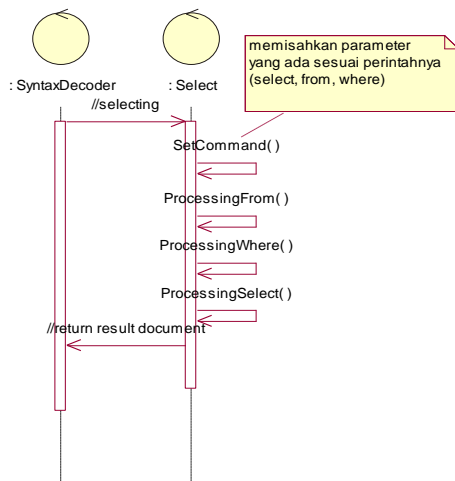 memisahkan parameter
yang ada sesuai perintahnya
(select, from, where)
: SyntaxDecoder
: Select
//selecting
SetCommand( )
ProcessingFrom( )
ProcessingWhere( )
ProcessingSelect( )
//return result document